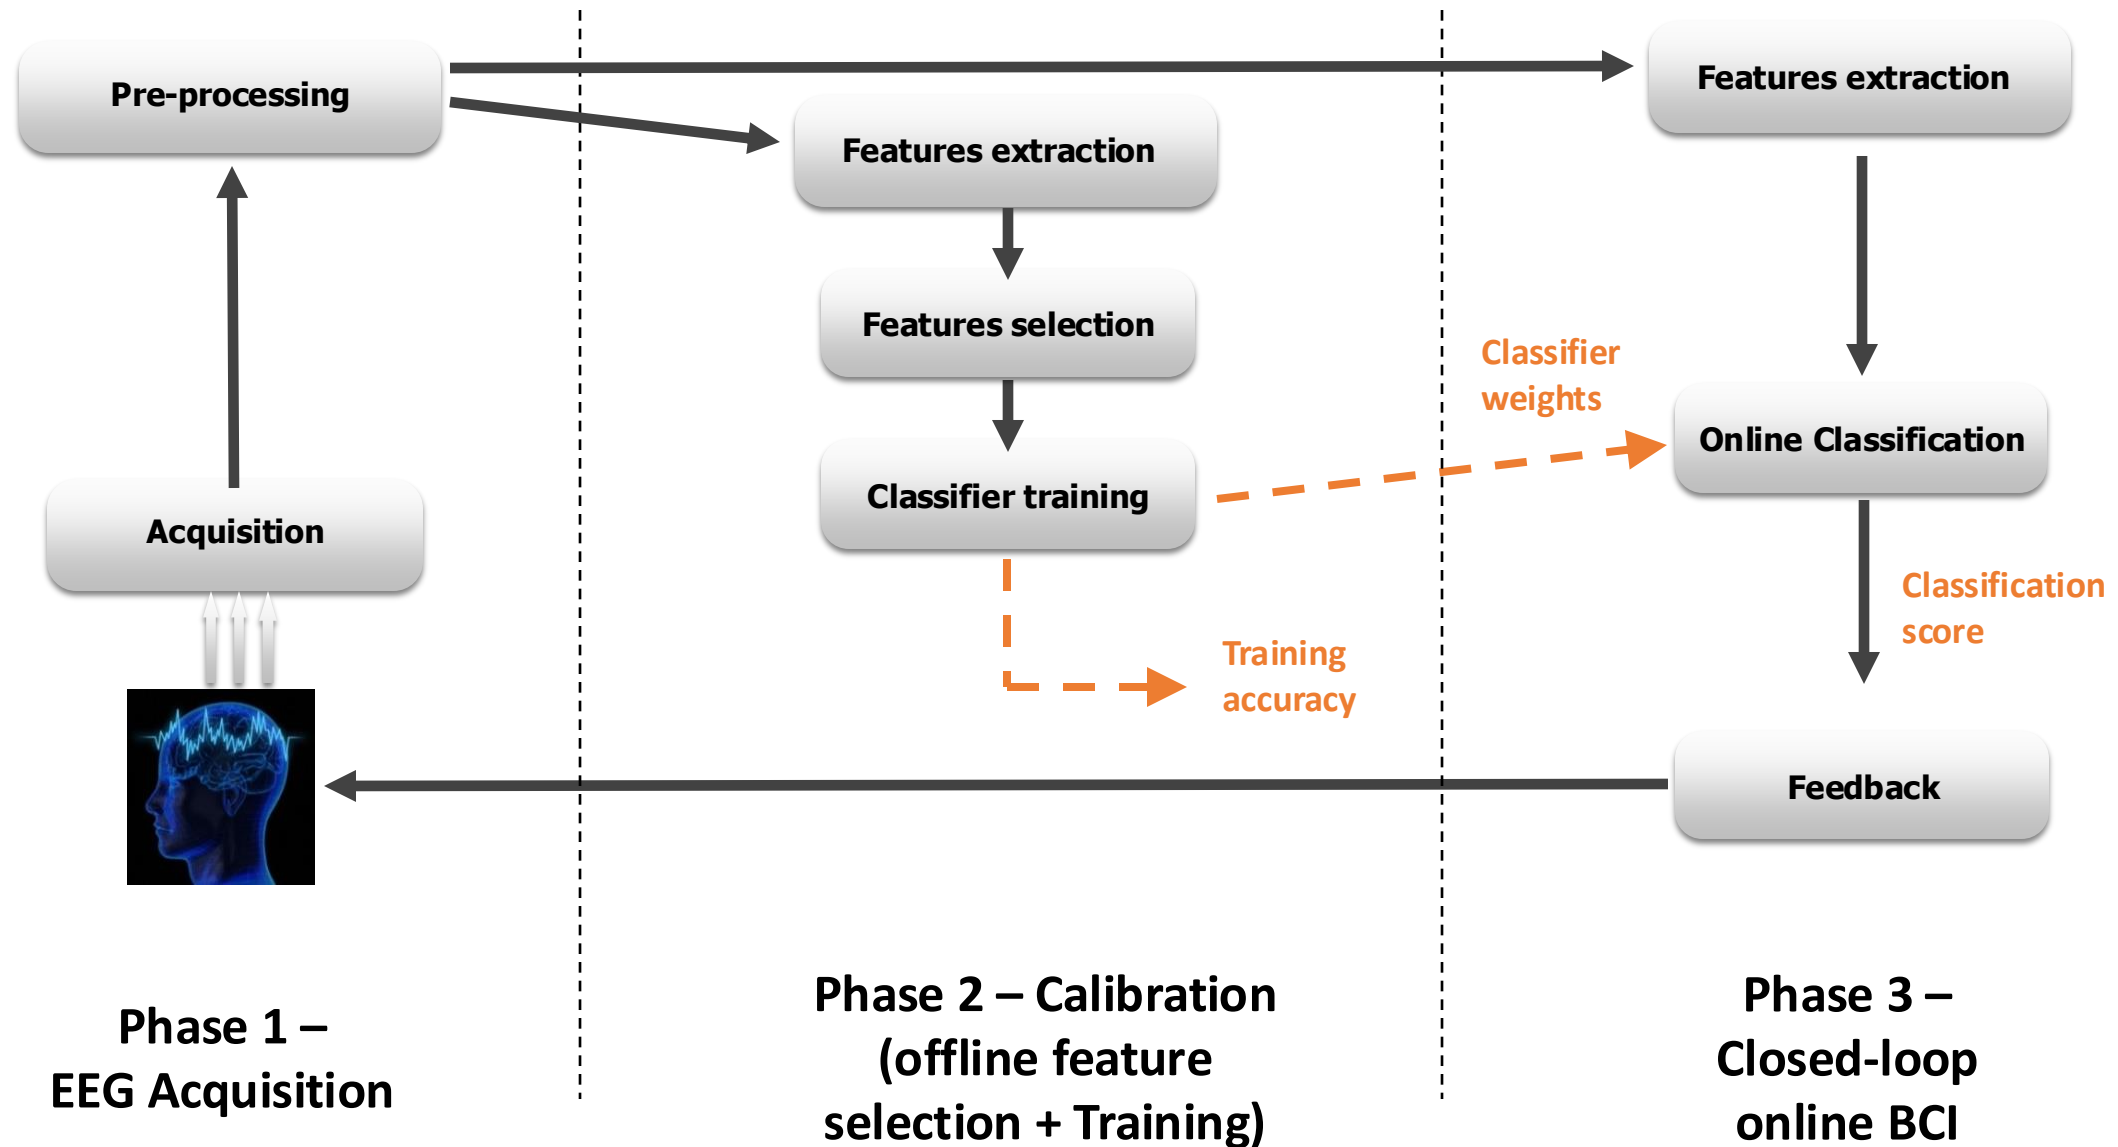 Pre-processing
Acquisition
Phase 1 –
EEG Acquisition
Features extraction
Features selection
Classifier training
Training
accuracy
Phase 2 – Calibration
(offline feature
selection + Training)
Features extraction
Classifier
weights
Online Classification
Classification
score
Feedback
Phase 3 –
Closed-loop
online BCI